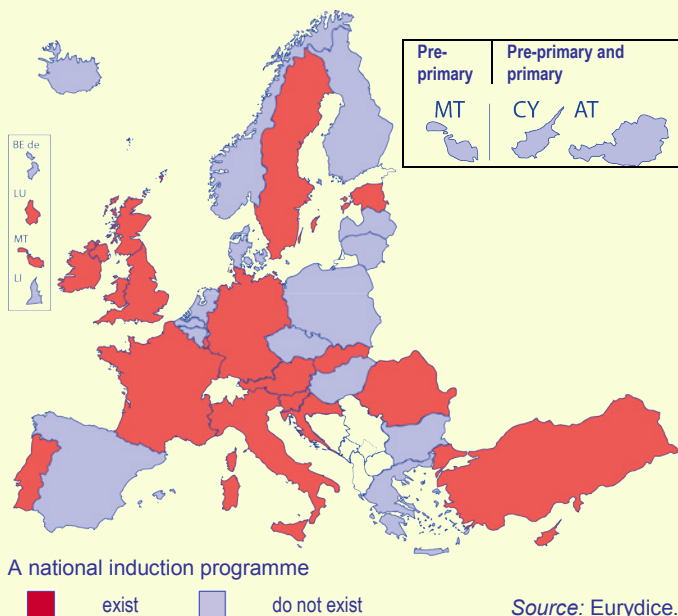 Pre-
primary
Pre-primary and
primary
MT
CY
AT
BE de
LU
MT
LI
A national induction programme
exist
do not exist
Source: Eurydice.